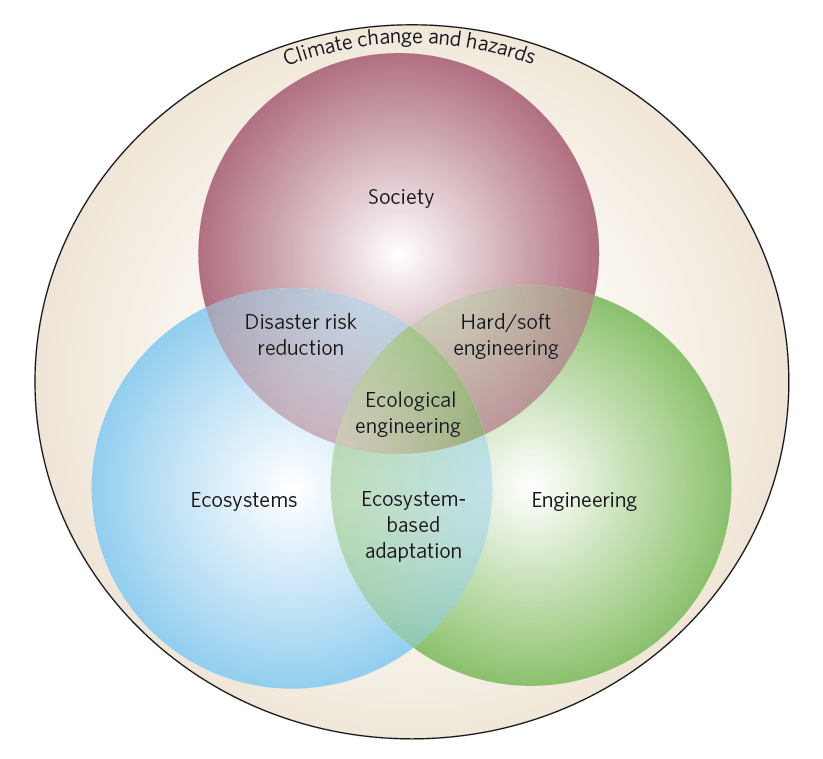 Climate change and hazards
Society
Disaster risk
reduction
Hard/soft
engineering
Ecological
engineering
Ecosystems
Ecosystem-
based
adaptation
Engineering